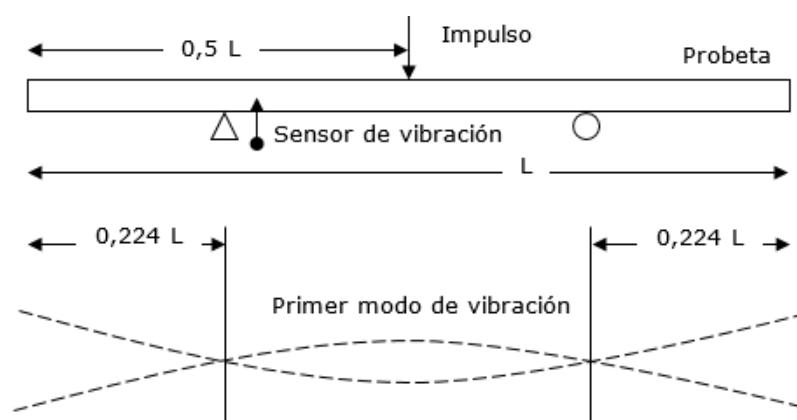 Impulso
0,5 L
Probeta
Sensor de vibración
L
0,224 L
0,224 L
Primer modo de vibración